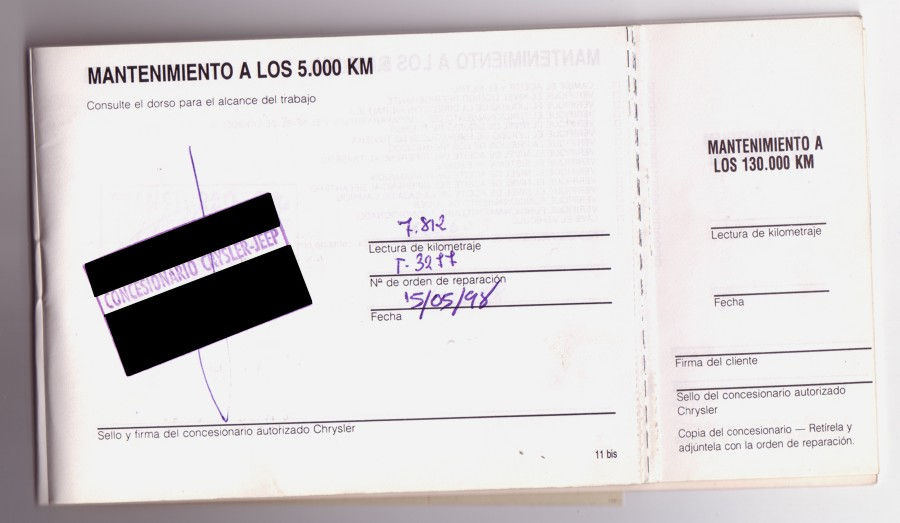 MANTENIMIENTO A LOS 5.000 KM
Consulte el dorso para el alcance del trabajo
CONCESIONARIO CRYSLER-JEEP
7.812
Lectura de kilometraje
T-3277
Nº de orden de reparación
15/05/98
Fecha
Sello y firma del concesionario autorizado Chrysler
11 bis
MANTENIMIENTO A
LOS 130.000 KM
Lectura de kilometraje
Fecha
Firma del cliente
Sello del concesionario autorizado
Chrysler
Copia del concesionario — Retírela y
adjúntela con la orden de reparación.